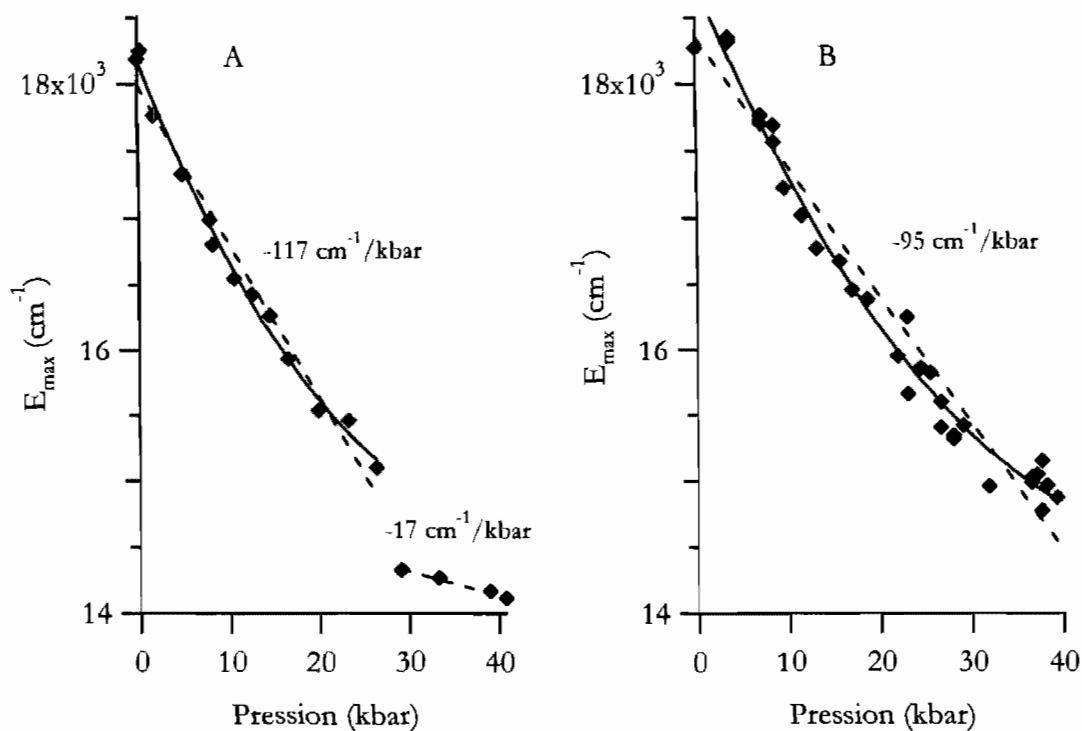 A
18x10³
16
14
E_max (cm⁻¹)
-117 cm⁻¹/kbar
-17 cm⁻¹/kbar
0 10 20 30 40
Pression (kbar)
B
18x10³
16
14
E_max (cm⁻¹)
-95 cm⁻¹/kbar
0 10 20 30 40
Pression (kbar)